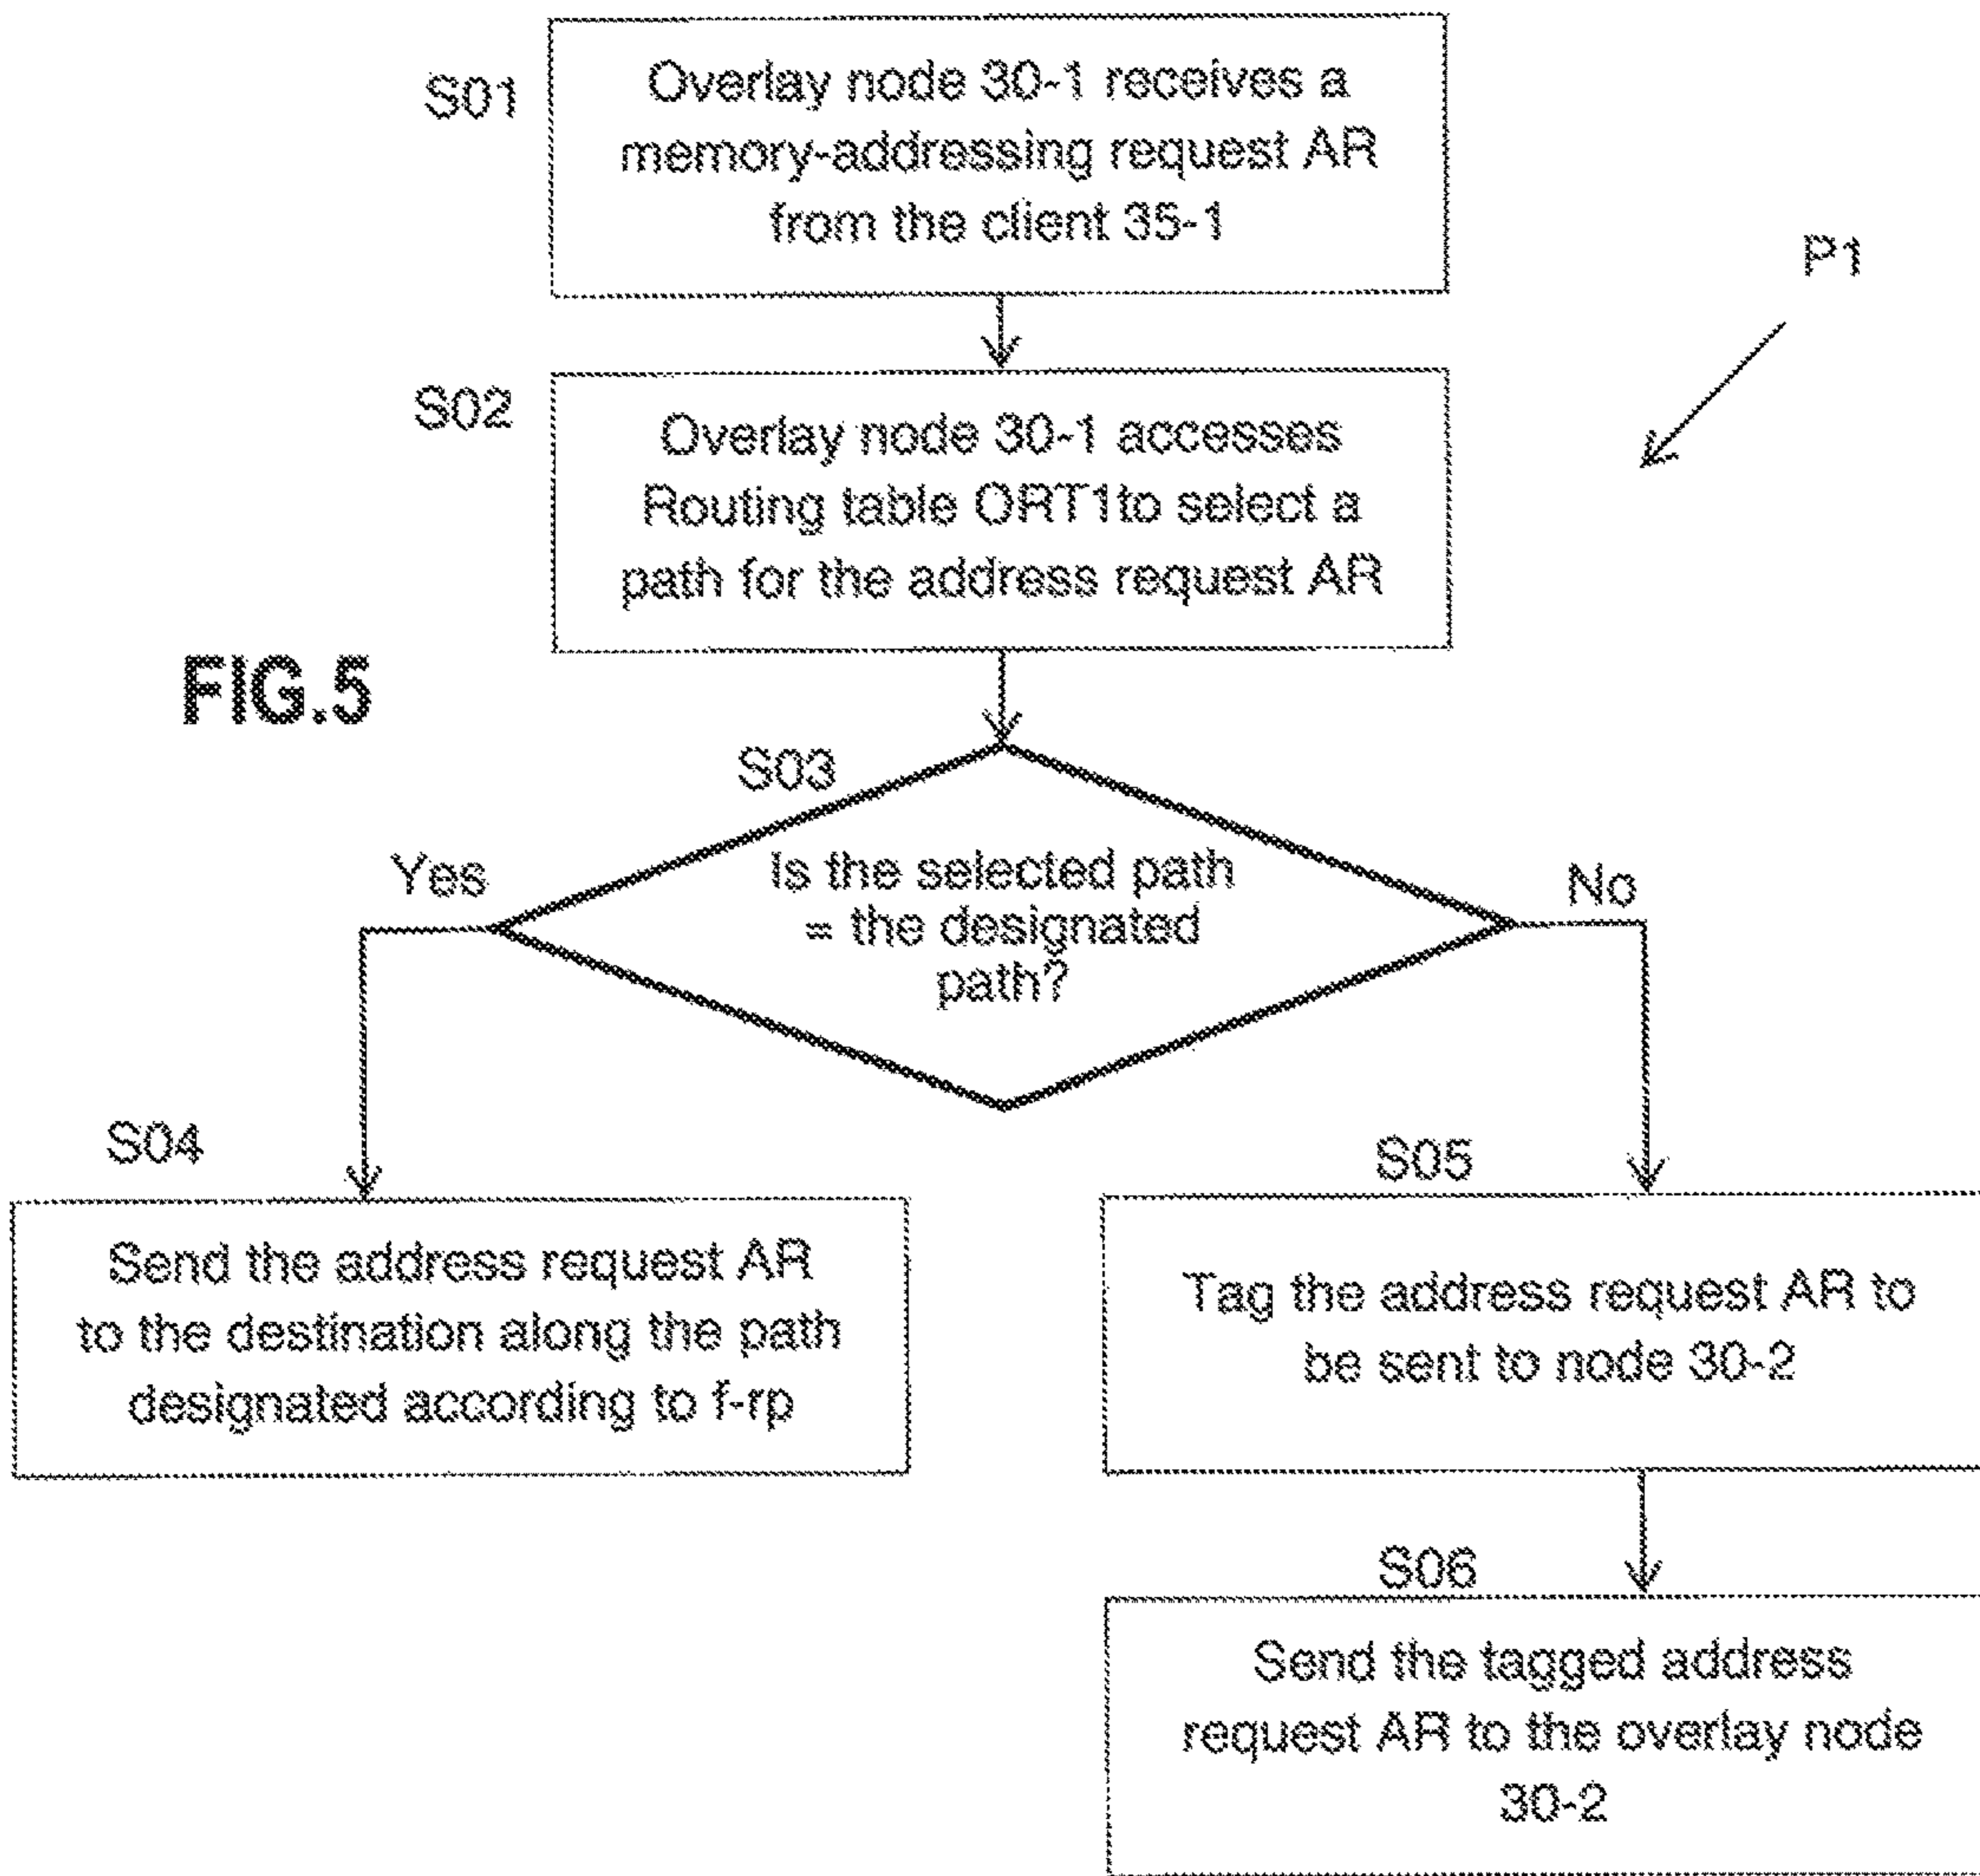 S01
Overlay node 30-1 receives a
memory-addressing request AR
from the client 35-1
P1
S02
Overlay node 30-1 accesses
Routing table ORT1to select a
path for the address request AR
FIG.5
S03
Yes
Is the selected path
= the designated
path?
No
S04
Send the address request AR
to the destination along the path
designated according to f-rp
S05
Tag the address request AR to
be sent to node 30-2
S06
Send the tagged address
request AR to the overlay node
30-2